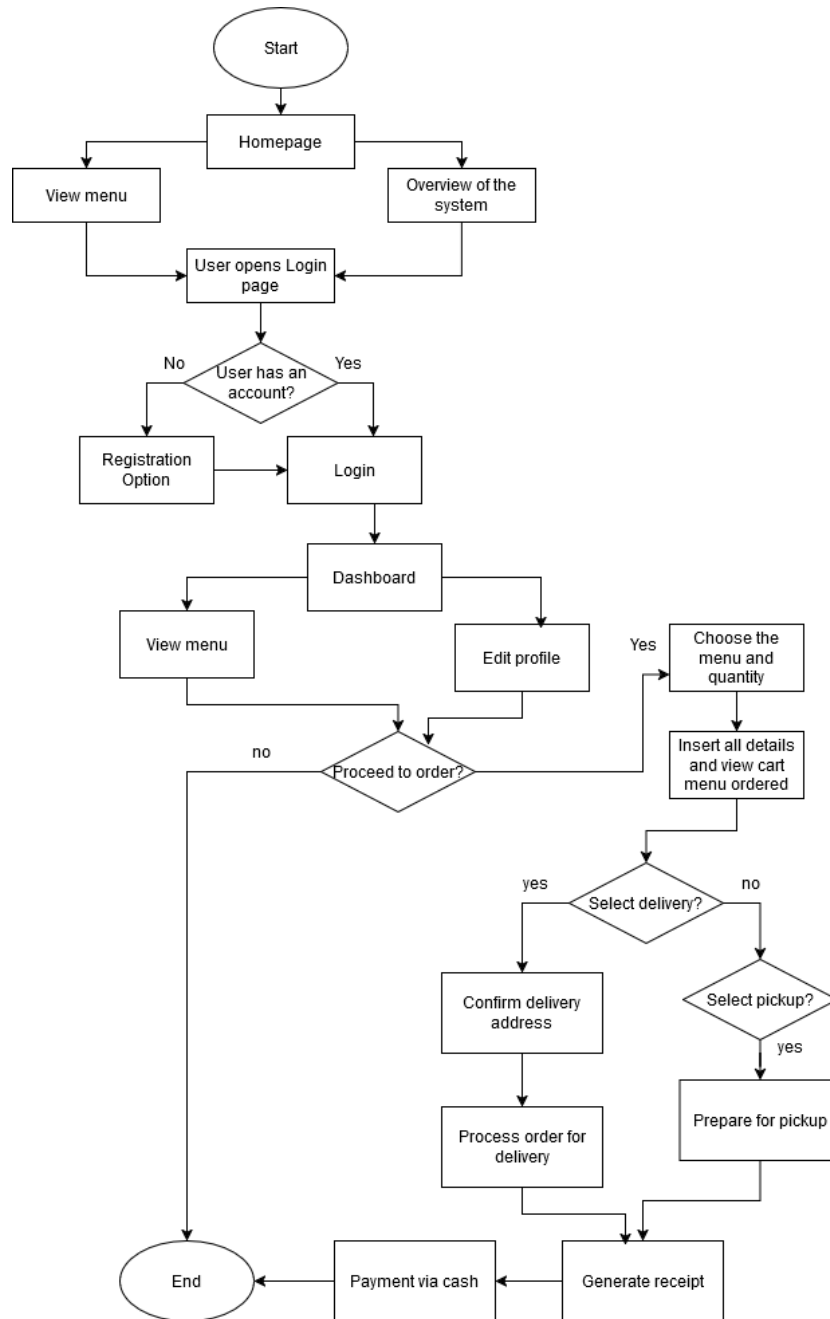 Start
Homepage
View menu
Overview of the
system
User opens Login
page
No
Yes
User has an
account?
Registration
Option
Login
Dashboard
View menu
Edit profile
Yes
Choose the
menu and
quantity
no
Proceed to order?
Insert all details
and view cart
menu ordered
yes
no
Select delivery?
Confirm delivery
address
Select pickup?
yes
Process order for
delivery
Prepare for pickup
End
Payment via cash
Generate receipt